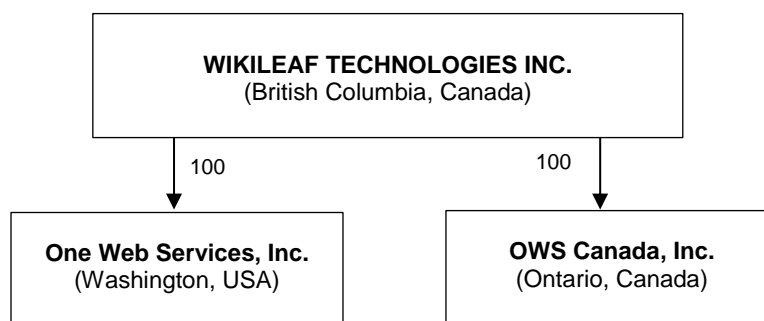 WIKILEAF TECHNOLOGIES INC.
(British Columbia, Canada)
100
100
One Web Services, Inc.
(Washington, USA)
OWS Canada, Inc.
(Ontario, Canada)